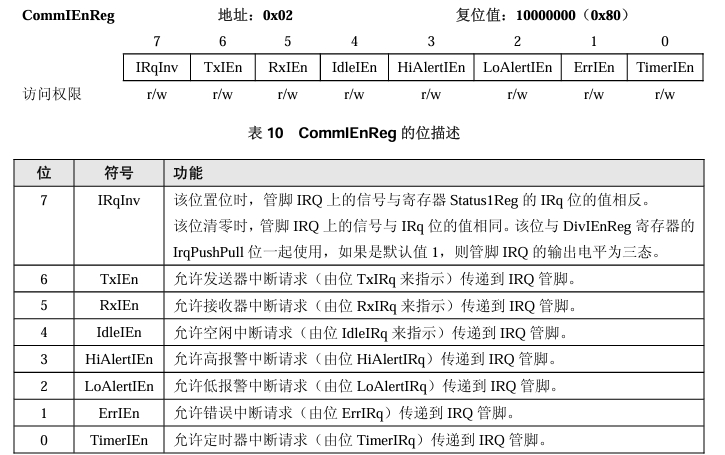 CommIEnReg 地址：0x02 复位值：10000000（0x80）
7 6 5 4 3 2 1 0
IRqInv TxIEn RxIEn IdleIEn HiAlertIEn LoAlertIEn ErrIEn TimerIEn
访问权限 r/w r/w r/w r/w r/w r/w r/w r/w
表 10 CommIEnReg 的位描述
位 符号 功能
7 IRqInv 该位置位时，管脚 IRQ 上的信号与寄存器 Status1Reg 的 IRq 位的值相反。
该位清零时，管脚 IRQ 上的信号与 IRq 位的值相同。该位与 DivIEnReg 寄存器的
IrqPushPull 位一起使用，如果是默认值 1，则管脚 IRQ 的输出电平为三态。
6 TxIEn 允许发送器中断请求（由位 TxIRq 来指示）传递到 IRQ 管脚。
5 RxIEn 允许接收器中断请求（由位 RxIRq 来指示）传递到 IRQ 管脚。
4 IdleIEn 允许空闲中断请求（由位 IdleIRq 来指示）传递到 IRQ 管脚。
3 HiAlertIEn 允许高报警中断请求（由位 HiAlertIRq）传递到 IRQ 管脚。
2 LoAlertIEn 允许低报警中断请求（由位 LoAlertIRq）传递到 IRQ 管脚。
1 ErrIEn 允许错误中断请求（由位 ErrIRq）传递到 IRQ 管脚。
0 TimerIEn 允许定时器中断请求（由位 TimerIRq）传递到 IRQ 管脚。